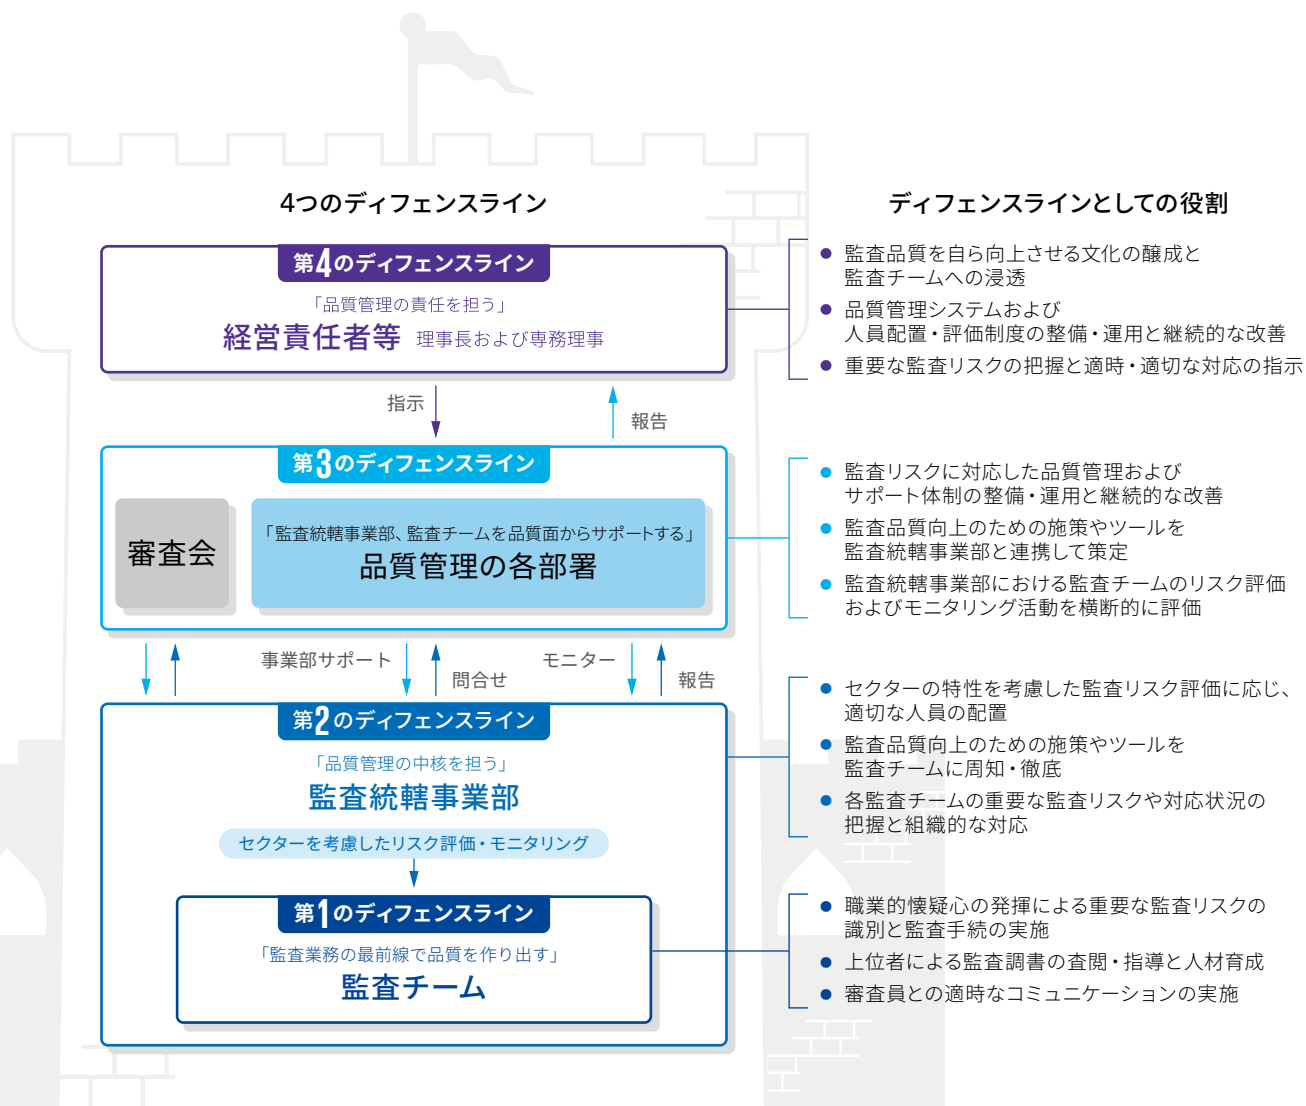 4つのディフェンスライン
ディフェンスラインとしての役割
第4のディフェンスライン
「品質管理の責任を担う」
経営責任者等 理事長および専務理事
● 監査品質を自ら向上させる文化の醸成と
監査チームへの浸透
● 品質管理システムおよび
人員配置・評価制度の整備・運用と継続的な改善
● 重要な監査リスクの把握と適時・適切な対応の指示
指示
報告
第3のディフェンスライン
審査会
「監査統轄事業部、監査チームを品質面からサポートする」
品質管理の各部署
● 監査リスクに対応した品質管理および
サポート体制の整備・運用と継続的な改善
● 監査品質向上のための施策やツールを
監査統轄事業部と連携して策定
● 監査統轄事業部における監査チームのリスク評価
およびモニタリング活動を横断的に評価
事業部サポート
問合せ
モニター
報告
第2のディフェンスライン
「品質管理の中核を担う」
監査統轄事業部
セクターを考慮したリスク評価・モニタリング
● セクターの特性を考慮した監査リスク評価に応じ、
適切な人員の配置
● 監査品質向上のための施策やツールを
監査チームに周知・徹底
● 各監査チームの重要な監査リスクや対応状況の
把握と組織的な対応
第1のディフェンスライン
「監査業務の最前線で品質を作り出す」
監査チーム
● 職業的懐疑心の発揮による重要な監査リスクの
識別と監査手続の実施
● 上位者による監査調書の査閲・指導と人材育成
● 審査員との適時なコミュニケーションの実施